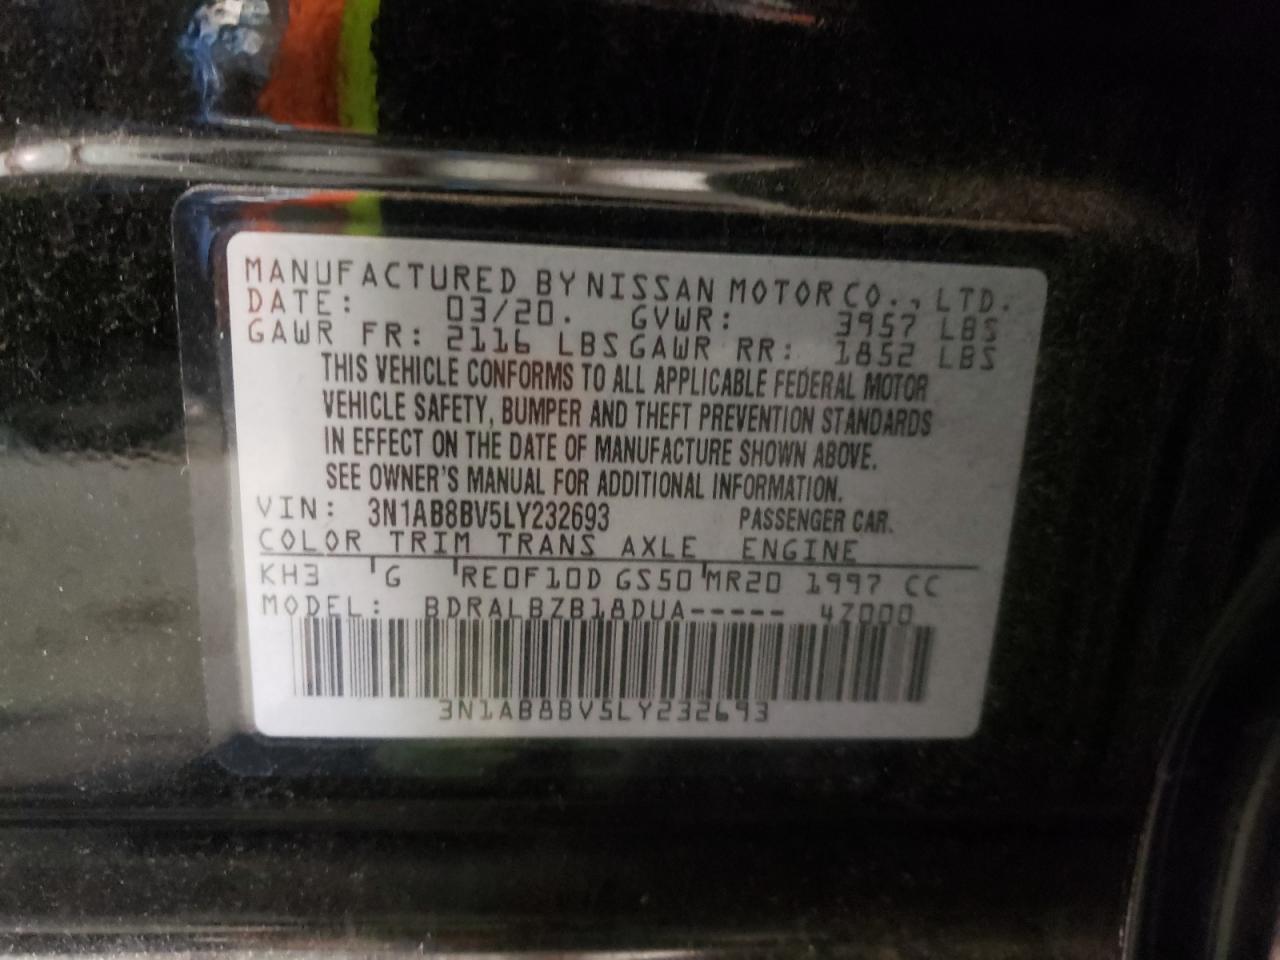 MANUFACTURED BY NISSAN MOTOR CO., LTD.
DATE: 03/20. GVWR: 3957 LBS
GAWR FR: 2116 LBS GAWR RR: 1852 LBS
THIS VEHICLE CONFORMS TO ALL APPLICABLE FEDERAL MOTOR
VEHICLE SAFETY, BUMPER AND THEFT PREVENTION STANDARDS
IN EFFECT ON THE DATE OF MANUFACTURE SHOWN ABOVE.
SEE OWNER'S MANUAL FOR ADDITIONAL INFORMATION.
VIN: 3N1AB8BV5LY232693 PASSENGER CAR.
COLOR TRIM TRANS AXLE ENGINE
KH3 G RE0F10D GS50 MR20 1997 CC
MODEL: BDRALBZB18DUA----- 4Z000
3N1AB8BV5LY232693